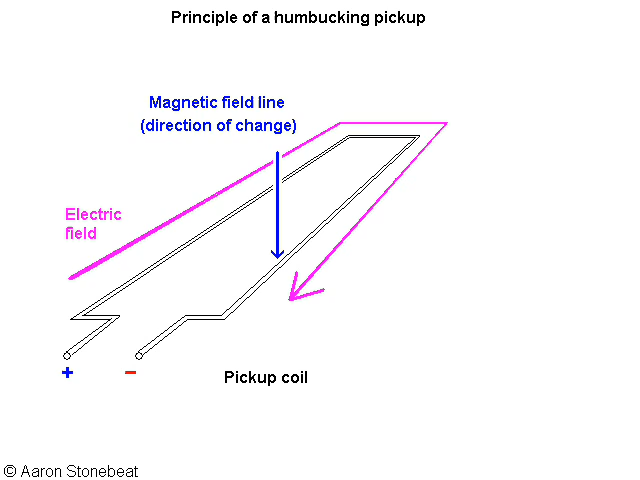 Principle of a humbucking pickup
Magnetic field line
(direction of change)
Electric
field
+ −
Pickup coil
© Aaron Stonebeat